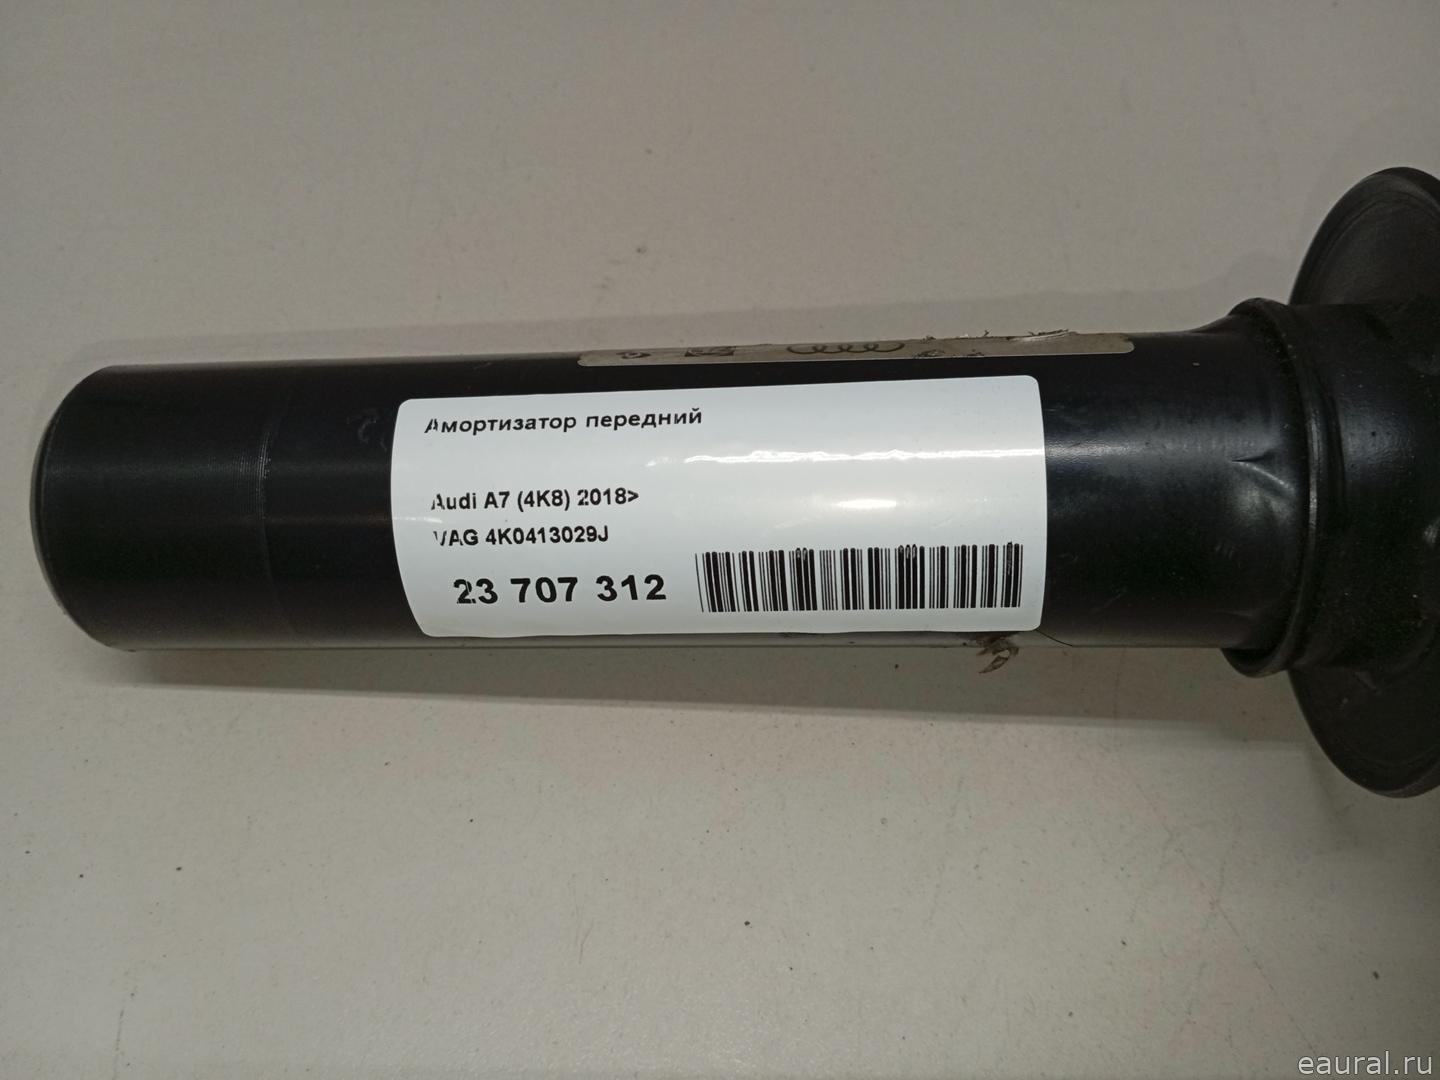 Амортизатор передний
Audi A7 (4K8) 2018>
VAG 4K0413029J
23 707 312
eaural.ru